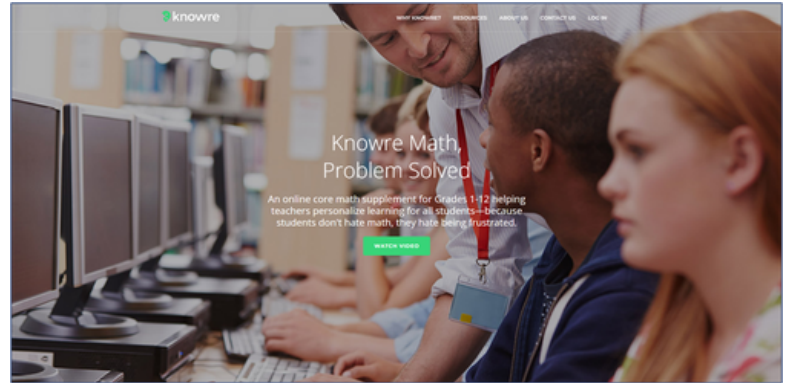 knowre
WHY KNOWRE? RESOURCES ABOUT US CONTACT US LOG IN
Knowre Math,
Problem Solved
An online core math supplement for Grades 1-12 helping
teachers personalize learning for all students—because
students don't hate math, they hate being frustrated.
WATCH VIDEO